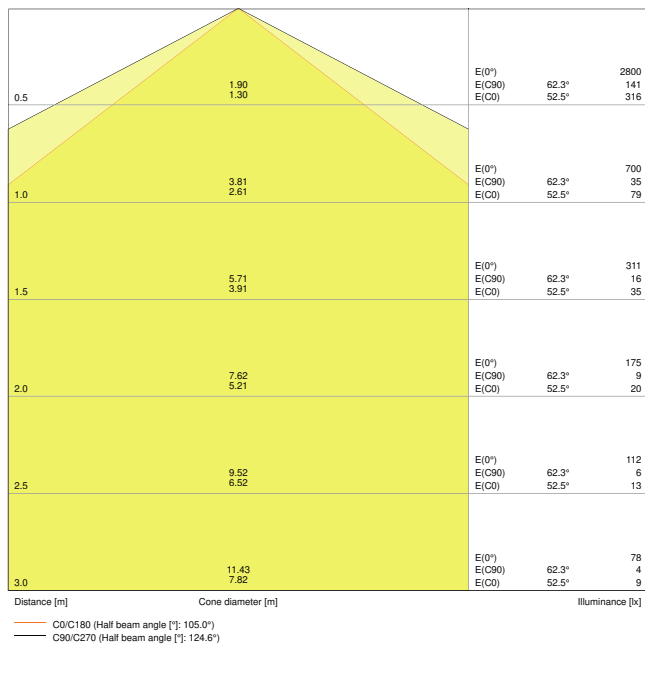 E(0°) 2800
1.90 E(C90) 62.3° 141
0.5 1.30 E(C0) 52.5° 316
E(0°) 700
3.81 E(C90) 62.3° 35
1.0 2.61 E(C0) 52.5° 79
E(0°) 311
5.71 E(C90) 62.3° 16
1.5 3.91 E(C0) 52.5° 35
E(0°) 175
7.62 E(C90) 62.3° 9
2.0 5.21 E(C0) 52.5° 20
E(0°) 112
9.52 E(C90) 62.3° 6
2.5 6.52 E(C0) 52.5° 13
E(0°) 78
11.43 E(C90) 62.3° 4
3.0 7.82 E(C0) 52.5° 9
Distance [m] Cone diameter [m] Illuminance [lx]
C0/C180 (Half beam angle [°]: 105.0°)
C90/C270 (Half beam angle [°]: 124.6°)